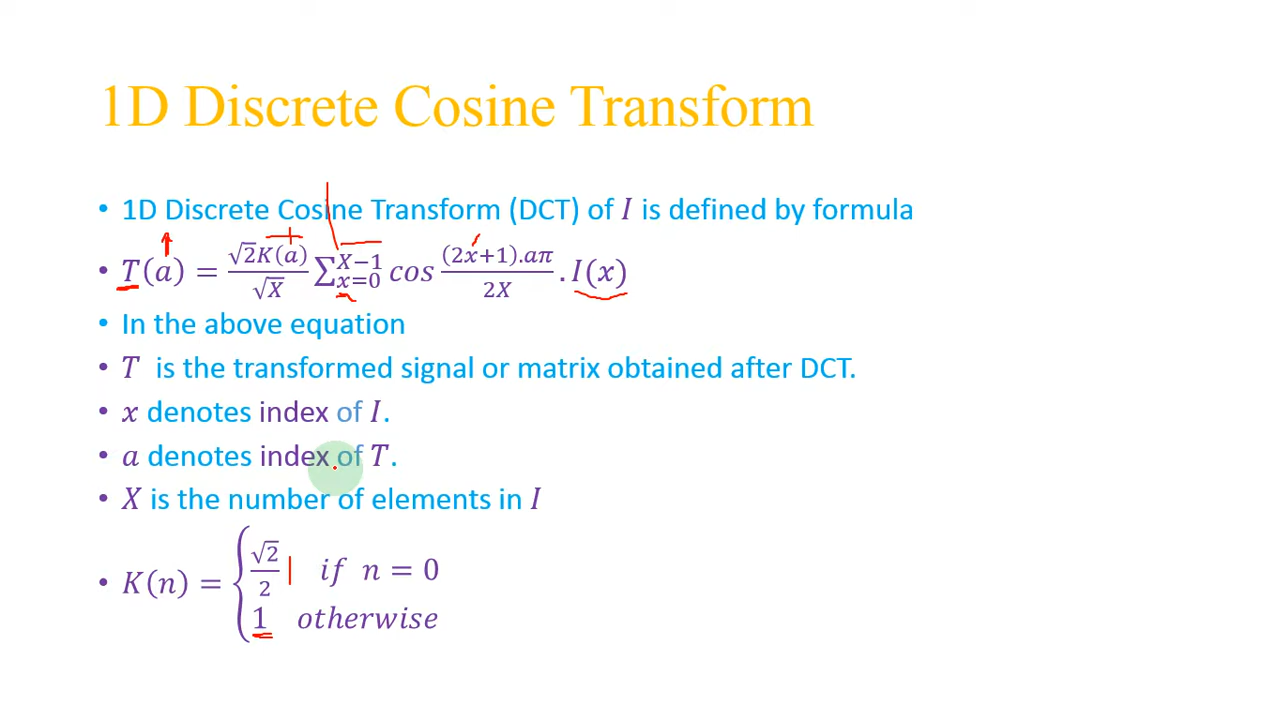 1D Discrete Cosine Transform
• 1D Discrete Cosine Transform (DCT) of I is defined by formula
• T(a) = √2K(a)/√X ∑_{x=0}^{X−1} cos (2x+1).aπ/2X . I(x)
• In the above equation
• T is the transformed signal or matrix obtained after DCT.
• x denotes index of I.
• a denotes index of T.
• X is the number of elements in I
• K(n) = { √2/2 if n = 0
1 otherwise